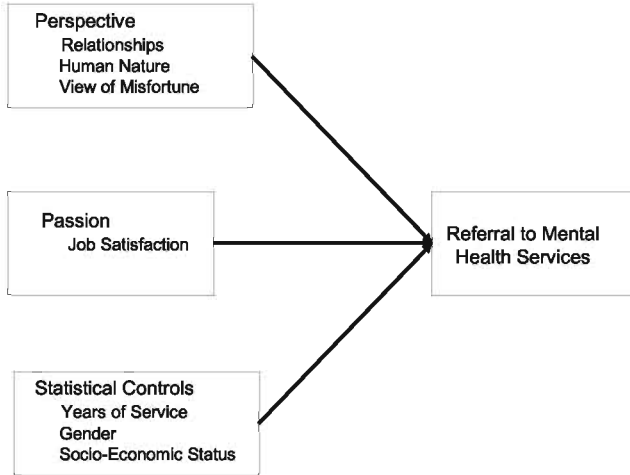 Perspective
Relationships
Human Nature
View of Misfortune
Passion
Job Satisfaction
Referral to Mental
Health Services
Statistical Controls
Years of Service
Gender
Socio-Economic Status